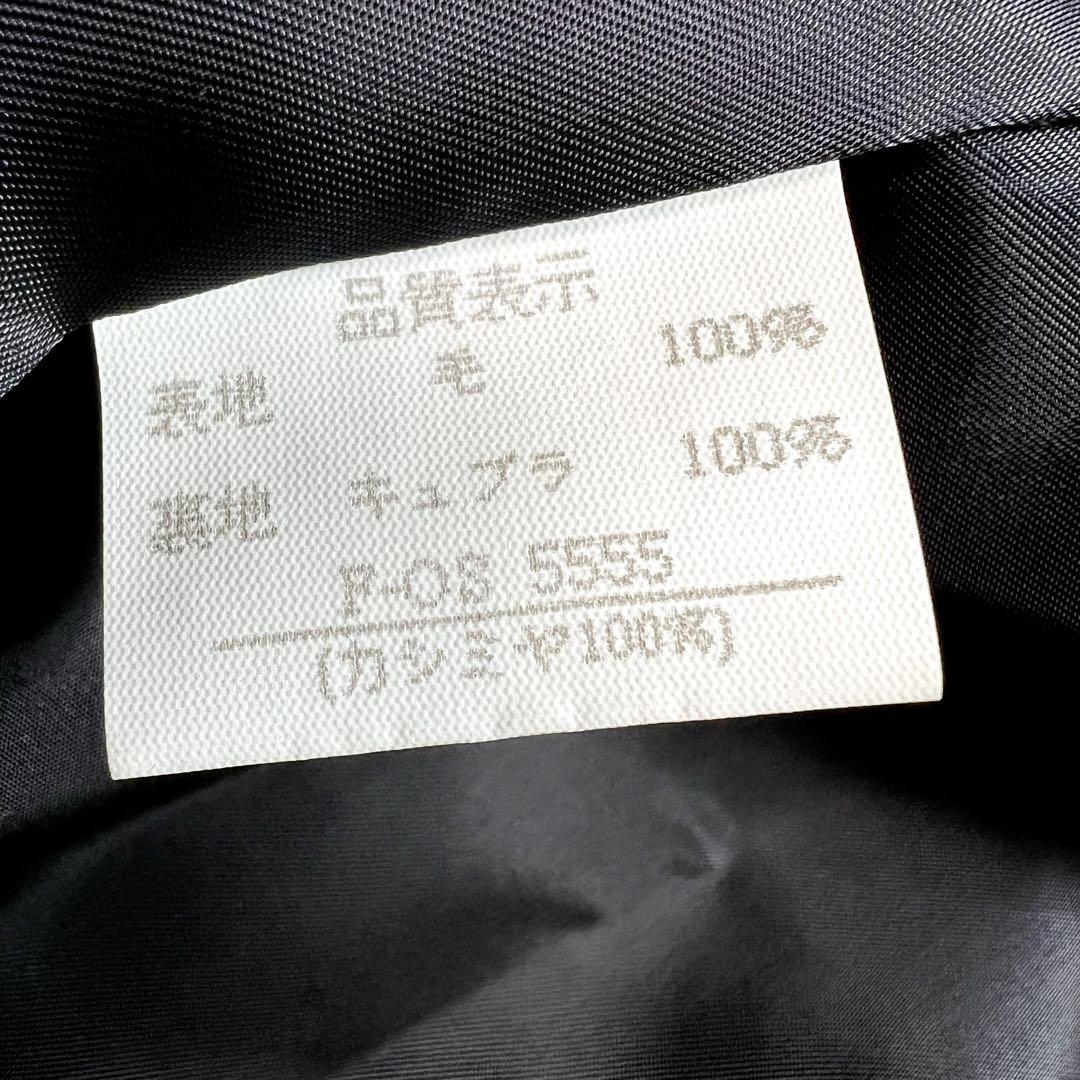 品質表示
表地 毛 100%
裏地 キュプラ 100%
P-OS 5555
(カシミヤ100%)